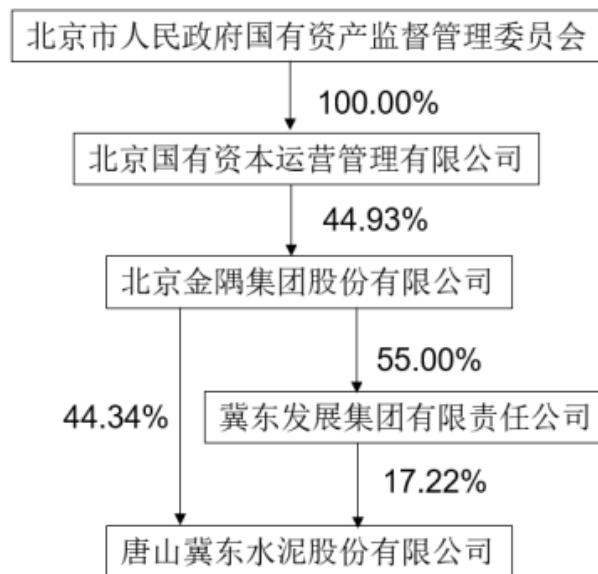 北京市人民政府国有资产监督管理委员会
100.00%
北京国有资本运营管理有限公司
44.93%
北京金隅集团股份有限公司
55.00%
44.34%
冀东发展集团有限责任公司
17.22%
唐山冀东水泥股份有限公司